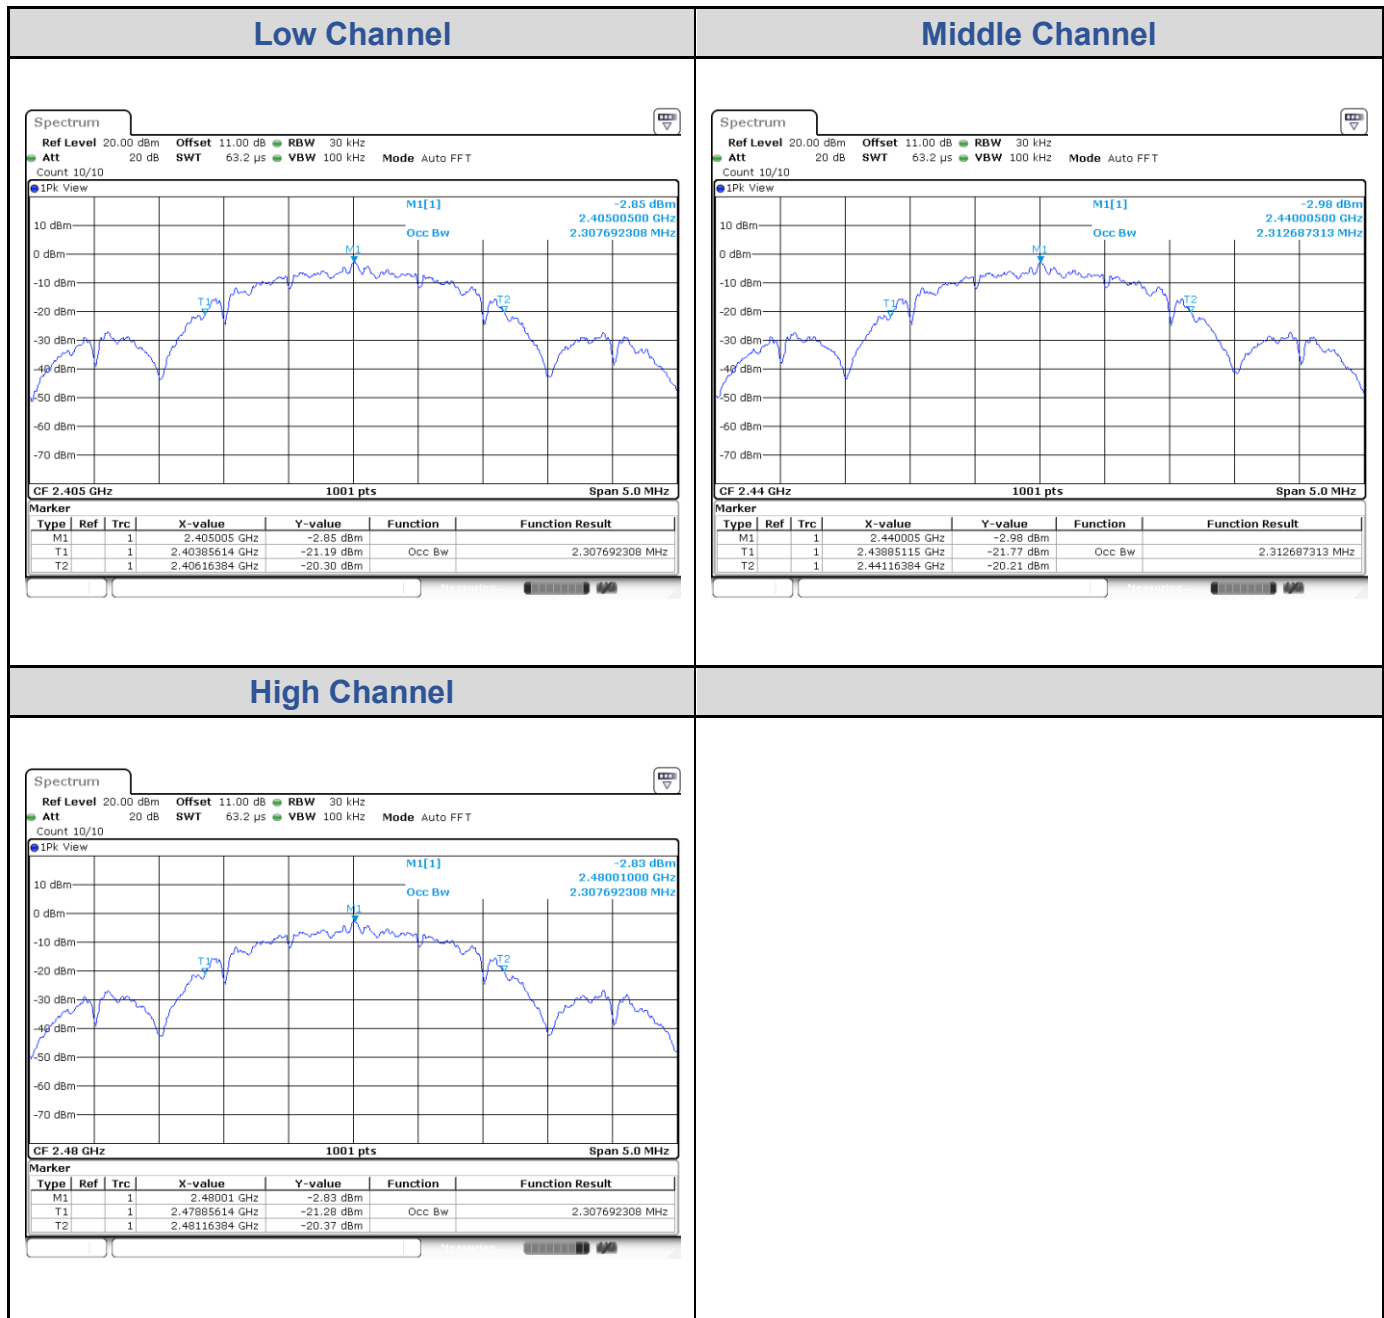 Low Channel
Middle Channel
Spectrum
Ref Level 20.00 dBm Offset 11.00 dB RBW 30 kHz
Att 20 dB SWT 63.2 µs VBW 100 kHz Mode Auto FFT
Count 10/10
1Pk View
M1[1] -2.85 dBm
2.40500500 GHz
Occ Bw 2.307692308 MHz
10 dBm
0 dBm
-10 dBm
-20 dBm
-30 dBm
-40 dBm
-50 dBm
-60 dBm
-70 dBm
M1
T1
T2
CF 2.405 GHz 1001 pts Span 5.0 MHz
Marker
Type Ref Trc X-value Y-value Function Function Result
M1 1 2.405005 GHz -2.85 dBm
T1 1 2.40385614 GHz -21.19 dBm Occ Bw 2.307692308 MHz
T2 1 2.40616384 GHz -20.30 dBm
Spectrum
Ref Level 20.00 dBm Offset 11.00 dB RBW 30 kHz
Att 20 dB SWT 63.2 µs VBW 100 kHz Mode Auto FFT
Count 10/10
1Pk View
M1[1] -2.98 dBm
2.44000500 GHz
Occ Bw 2.312687313 MHz
10 dBm
0 dBm
-10 dBm
-20 dBm
-30 dBm
-40 dBm
-50 dBm
-60 dBm
-70 dBm
M1
T1
T2
CF 2.44 GHz 1001 pts Span 5.0 MHz
Marker
Type Ref Trc X-value Y-value Function Function Result
M1 1 2.440005 GHz -2.98 dBm
T1 1 2.43885115 GHz -21.77 dBm Occ Bw 2.312687313 MHz
T2 1 2.44116384 GHz -20.21 dBm
High Channel
Spectrum
Ref Level 20.00 dBm Offset 11.00 dB RBW 30 kHz
Att 20 dB SWT 63.2 µs VBW 100 kHz Mode Auto FFT
Count 10/10
1Pk View
M1[1] -2.83 dBm
2.48001000 GHz
Occ Bw 2.307692308 MHz
10 dBm
0 dBm
-10 dBm
-20 dBm
-30 dBm
-40 dBm
-50 dBm
-60 dBm
-70 dBm
M1
T1
T2
CF 2.48 GHz 1001 pts Span 5.0 MHz
Marker
Type Ref Trc X-value Y-value Function Function Result
M1 1 2.48001 GHz -2.83 dBm
T1 1 2.47885614 GHz -21.28 dBm Occ Bw 2.307692308 MHz
T2 1 2.48116384 GHz -20.37 dBm